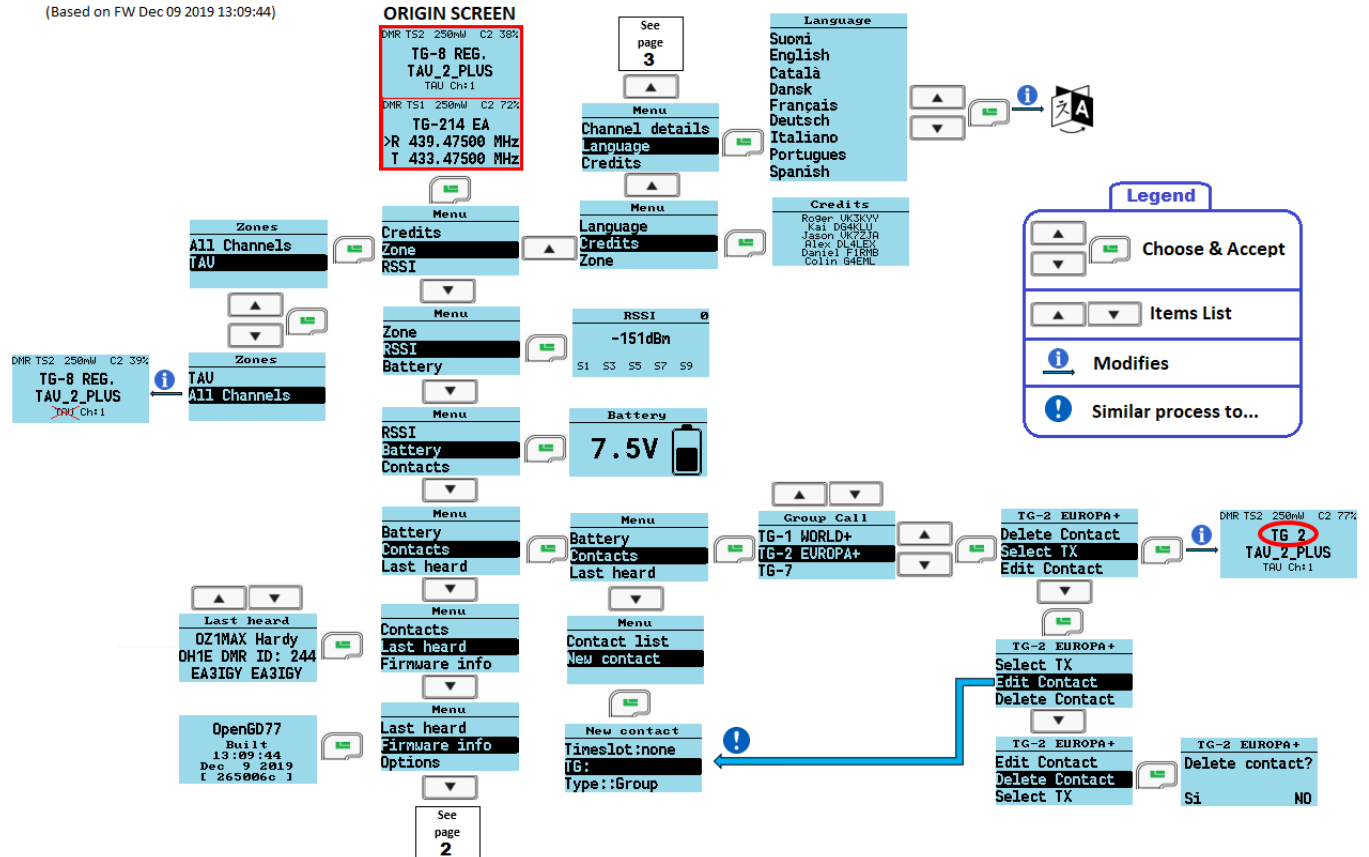 (Based on FW Dec 09 2019 13:09:44)
ORIGIN SCREEN
DMR TS2 250mW C2 38%
TG-8 REG.
TAU_2_PLUS
TAU Ch:1
DMR TS1 250mW C2 72%
TG-214 EA
>R 439.47500 MHz
T 433.47500 MHz
See
page
3
Menu
Channel details
Language
Credits
Language
Suomi
English
Català
Dansk
Français
Deutsch
Italiano
Portugues
Spanish
Menu
Language
Credits
Zone
Credits
Roger VK3KYY
Kai DG4KLU
Jason VK7ZJA
Alex DL4LEX
Daniel F1RMB
Colin G4EML
Legend
Choose & Accept
Items List
Modifies
Similar process to...
Zones
All Channels
TAU
Menu
Credits
Zone
RSSI
Zones
TAU
All Channels
DMR TS2 250mW C2 39%
TG-8 REG.
TAU_2_PLUS
TAU Ch:1
Menu
Zone
RSSI
Battery
RSSI 0
-151dBm
S1 S3 S5 S7 S9
Menu
RSSI
Battery
Contacts
Battery
7.5V
Menu
Battery
Contacts
Last heard
Menu
Battery
Contacts
Last heard
Group Call
TG-1 WORLD+
TG-2 EUROPA+
TG-7
TG-2 EUROPA+
Delete Contact
Select TX
Edit Contact
DMR TS2 250mW C2 77%
TG 2
TAU_2_PLUS
TAU Ch:1
Last heard
OZ1MAX Hardy
OH1E DMR ID: 244
EA3IGY EA3IGY
Menu
Contacts
Last heard
Firmware info
Menu
Contact list
New contact
TG-2 EUROPA+
Select TX
Edit Contact
Delete Contact
OpenGD77
Built
13:09:44
Dec 9 2019
[ 265006c ]
Menu
Last heard
Firmware info
Options
New contact
Timeslot:none
TG:
Type::Group
TG-2 EUROPA+
Edit Contact
Delete Contact
Select TX
TG-2 EUROPA+
Delete contact?
Si NO
See
page
2